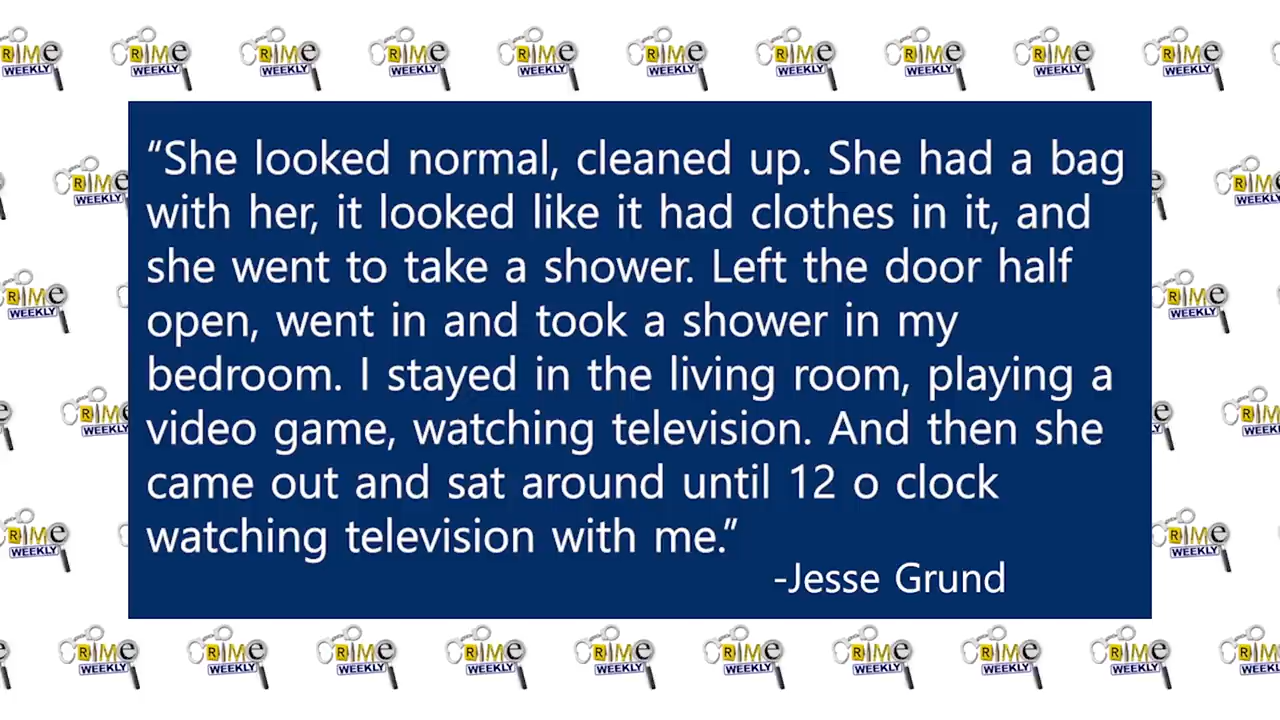 “She looked normal, cleaned up. She had a bag
with her, it looked like it had clothes in it, and
she went to take a shower. Left the door half
open, went in and took a shower in my
bedroom. I stayed in the living room, playing a
video game, watching television. And then she
came out and sat around until 12 o clock
watching television with me.”
-Jesse Grund
CRIME WEEKLY